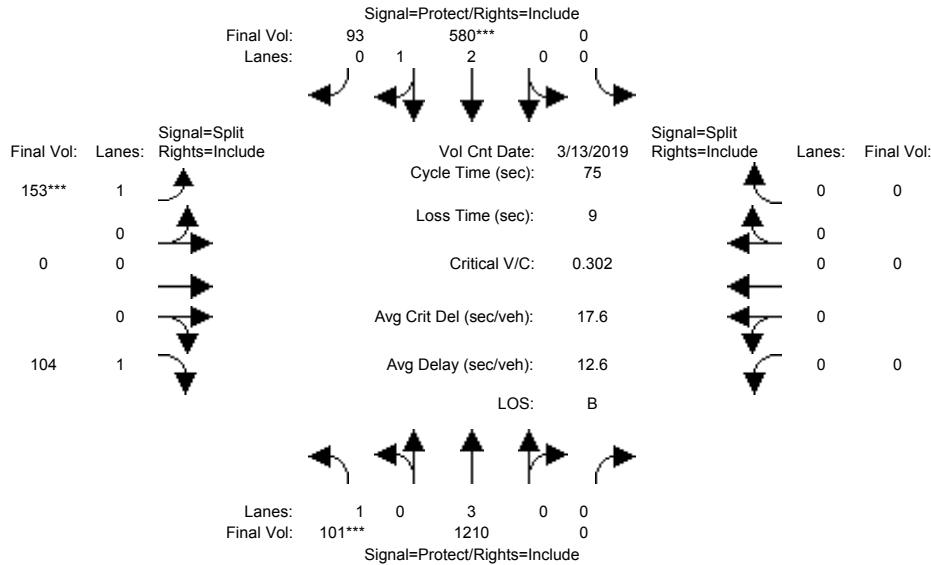 Signal=Protect/Rights=Include
Final Vol: 93 580*** 0
Lanes: 0 1 2 0 0
Signal=Split Signal=Split
Final Vol: Lanes: Rights=Include Vol Cnt Date: 3/13/2019 Rights=Include Lanes: Final Vol:
Cycle Time (sec): 75
153*** 1 0 0
Loss Time (sec): 9
0 0
0 0 Critical V/C: 0.302 0 0
0 Avg Crit Del (sec/veh): 17.6 0
104 1 Avg Delay (sec/veh): 12.6 0 0
LOS: B
Lanes: 1 0 3 0 0
Final Vol: 101*** 1210 0
Signal=Protect/Rights=Include